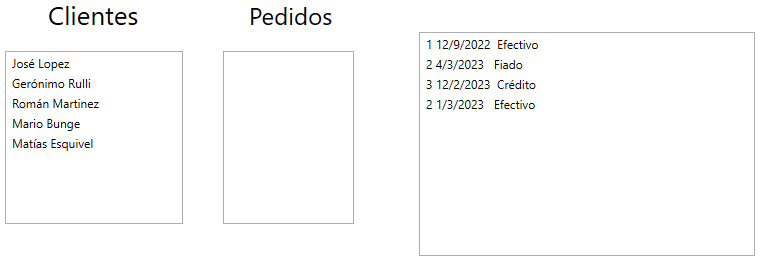 Clientes
José Lopez
Gerónimo Rulli
Román Martinez
Mario Bunge
Matías Esquivel
Pedidos
1 12/9/2022 Efectivo
2 4/3/2023 Fiado
3 12/2/2023 Crédito
2 1/3/2023 Efectivo